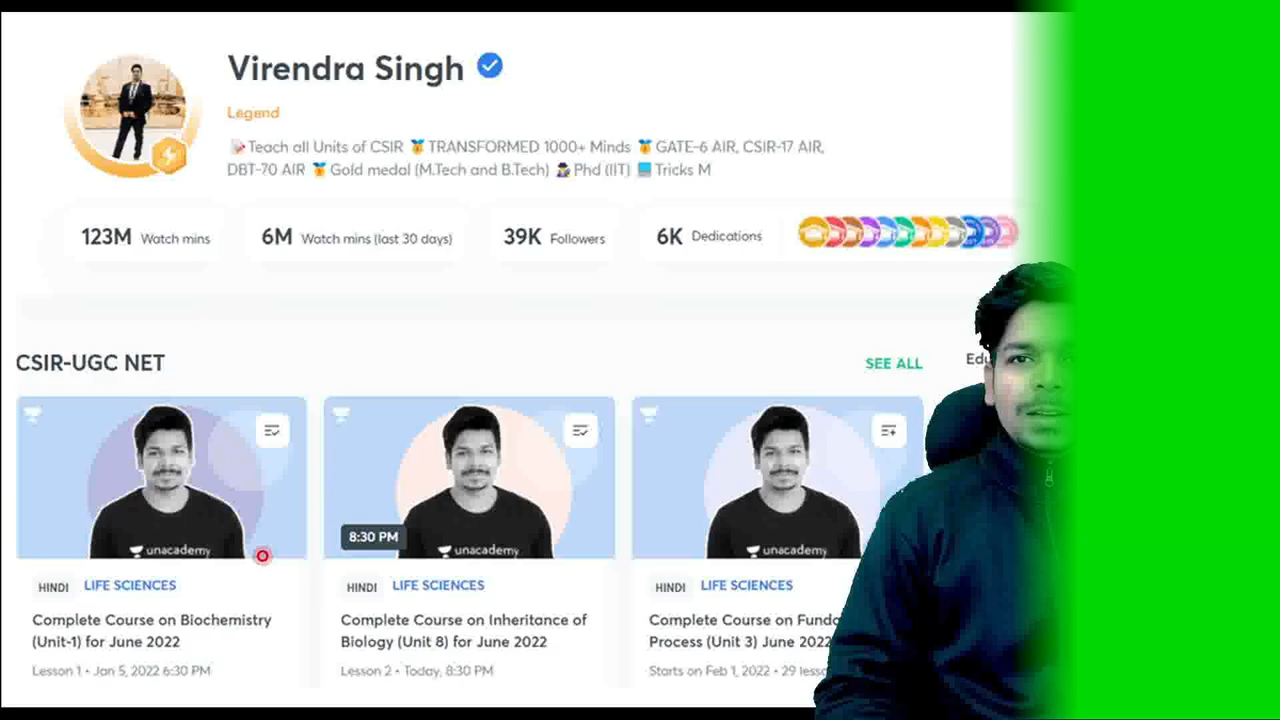 Virendra Singh
Legend
Teach all Units of CSIR 🥇TRANSFORMED 1000+ Minds 🥇GATE-6 AIR, CSIR-17 AIR,
DBT-70 AIR 🥇Gold medal (M.Tech and B.Tech) Phd (IIT) Tricks M
123M Watch mins 6M Watch mins (last 30 days) 39K Followers 6K Dedications
CSIR-UGC NET SEE ALL
unacademy unacademy unacademy
8:30 PM
HINDI LIFE SCIENCES HINDI LIFE SCIENCES HINDI LIFE SCIENCES
Complete Course on Biochemistry
(Unit-1) for June 2022
Lesson 1 • Jan 5, 2022 6:30 PM
Complete Course on Inheritance of
Biology (Unit 8) for June 2022
Lesson 2 • Today, 8:30 PM
Complete Course on
Process (Unit 3) June 2022
Starts on Feb 1, 2022 • 29